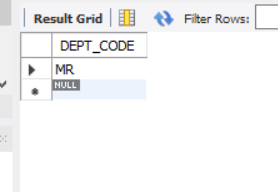 Result Grid Filter Rows:
DEPT_CODE
MR
NULL